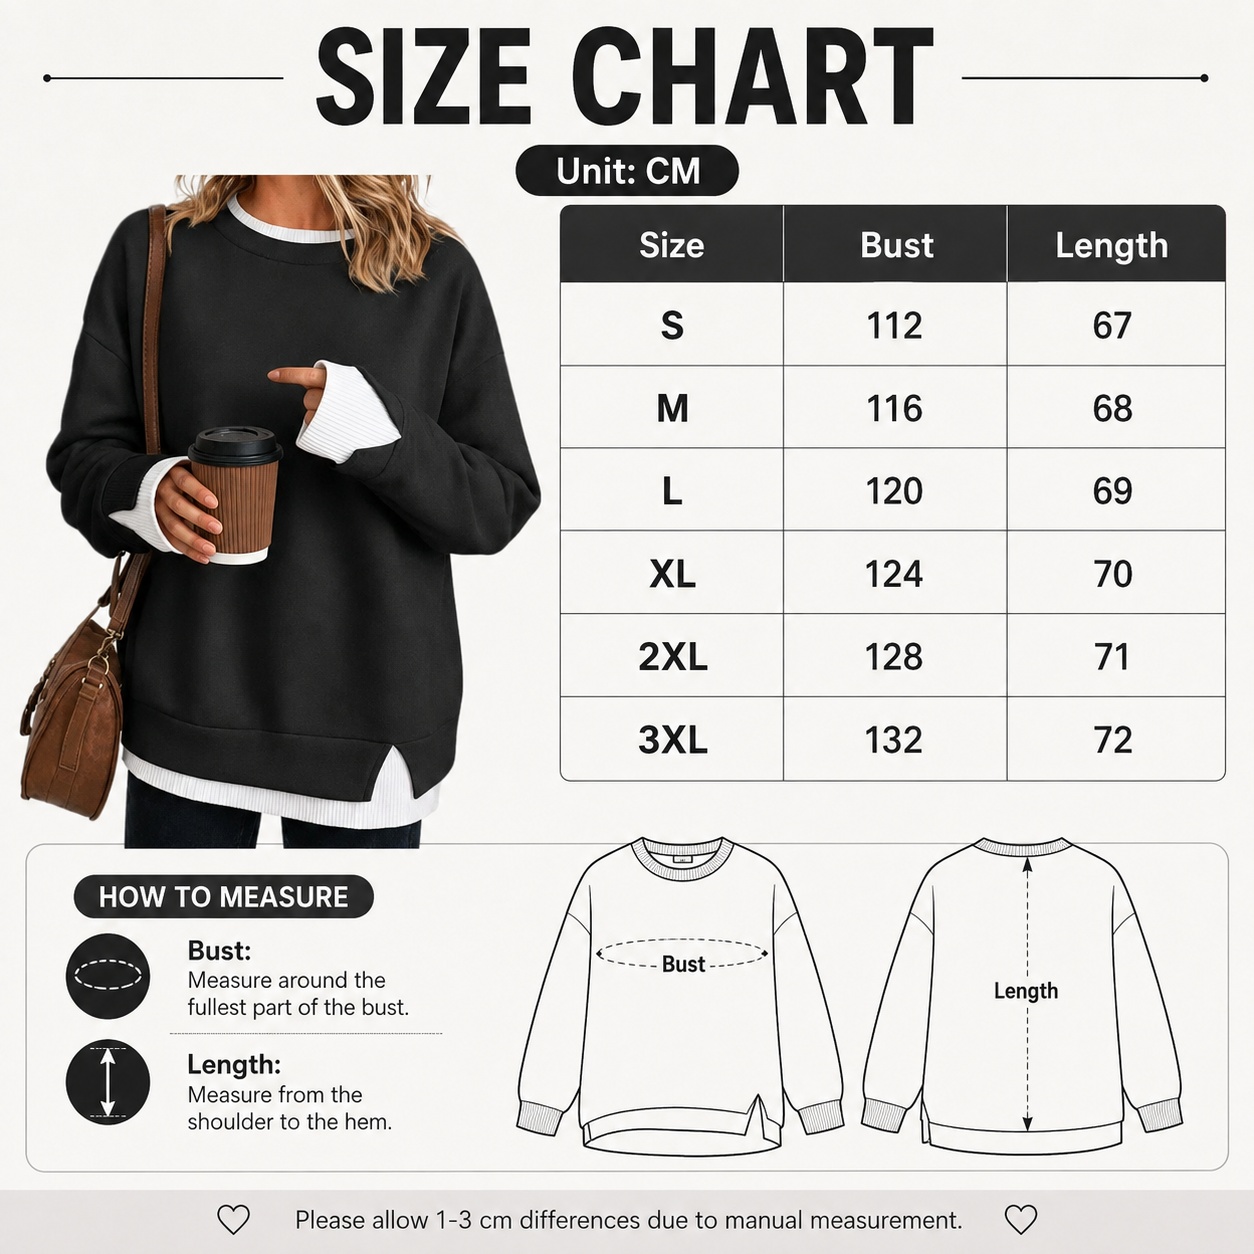 SIZE CHART
Unit: CM
Size Bust Length
S 112 67
M 116 68
L 120 69
XL 124 70
2XL 128 71
3XL 132 72
HOW TO MEASURE
Bust:
Measure around the
fullest part of the bust.
Length:
Measure from the
shoulder to the hem.
Bust
Length
Please allow 1-3 cm differences due to manual measurement.